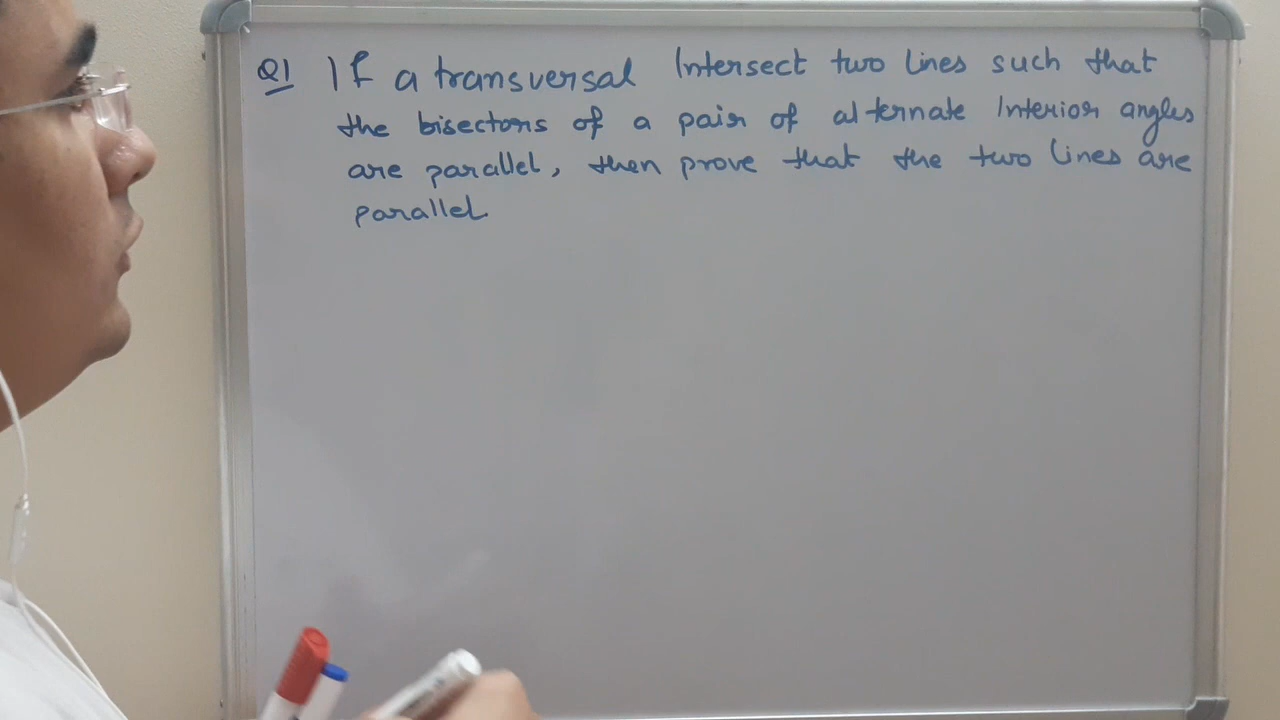 Q1 If a transversal Intersect two lines such that
the bisectors of a pair of alternate Interior angles
are parallel, then prove that the two lines are
parallel.